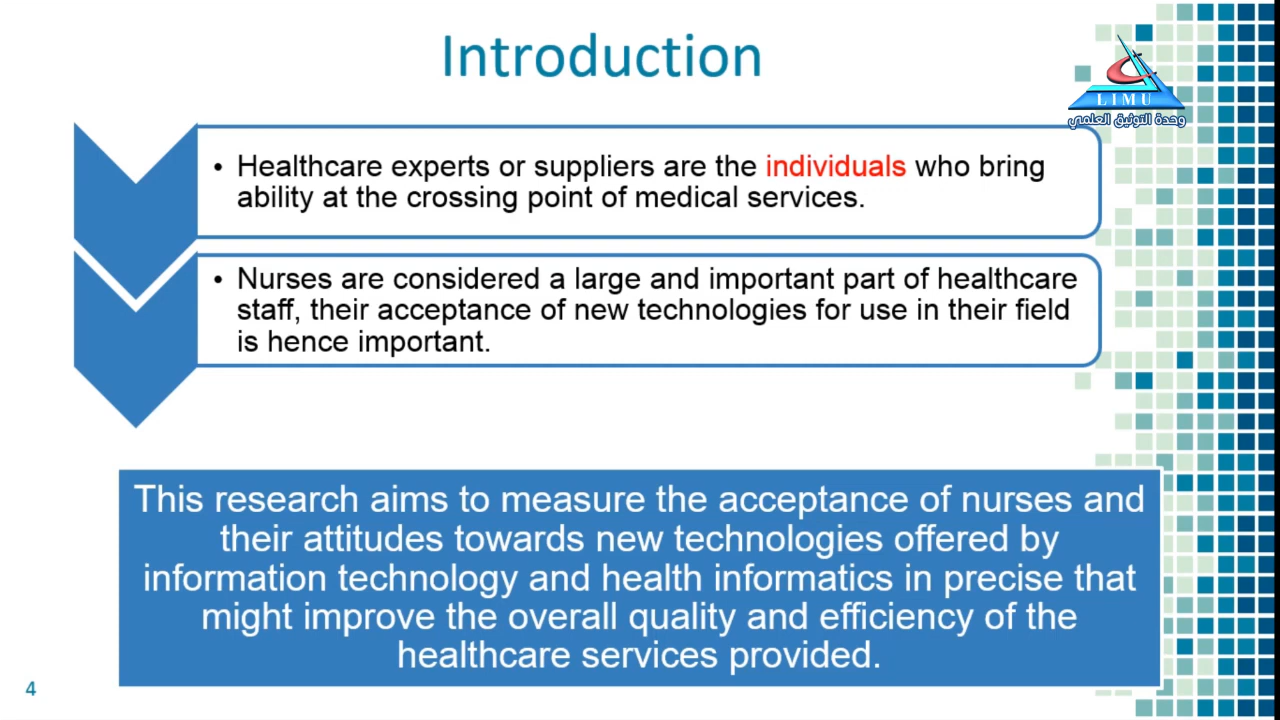 Introduction
LIMU
وحدة التوثيق العلمي
• Healthcare experts or suppliers are the individuals who bring
ability at the crossing point of medical services.
• Nurses are considered a large and important part of healthcare
staff, their acceptance of new technologies for use in their field
is hence important.
This research aims to measure the acceptance of nurses and
their attitudes towards new technologies offered by
information technology and health informatics in precise that
might improve the overall quality and efficiency of the
healthcare services provided.
4